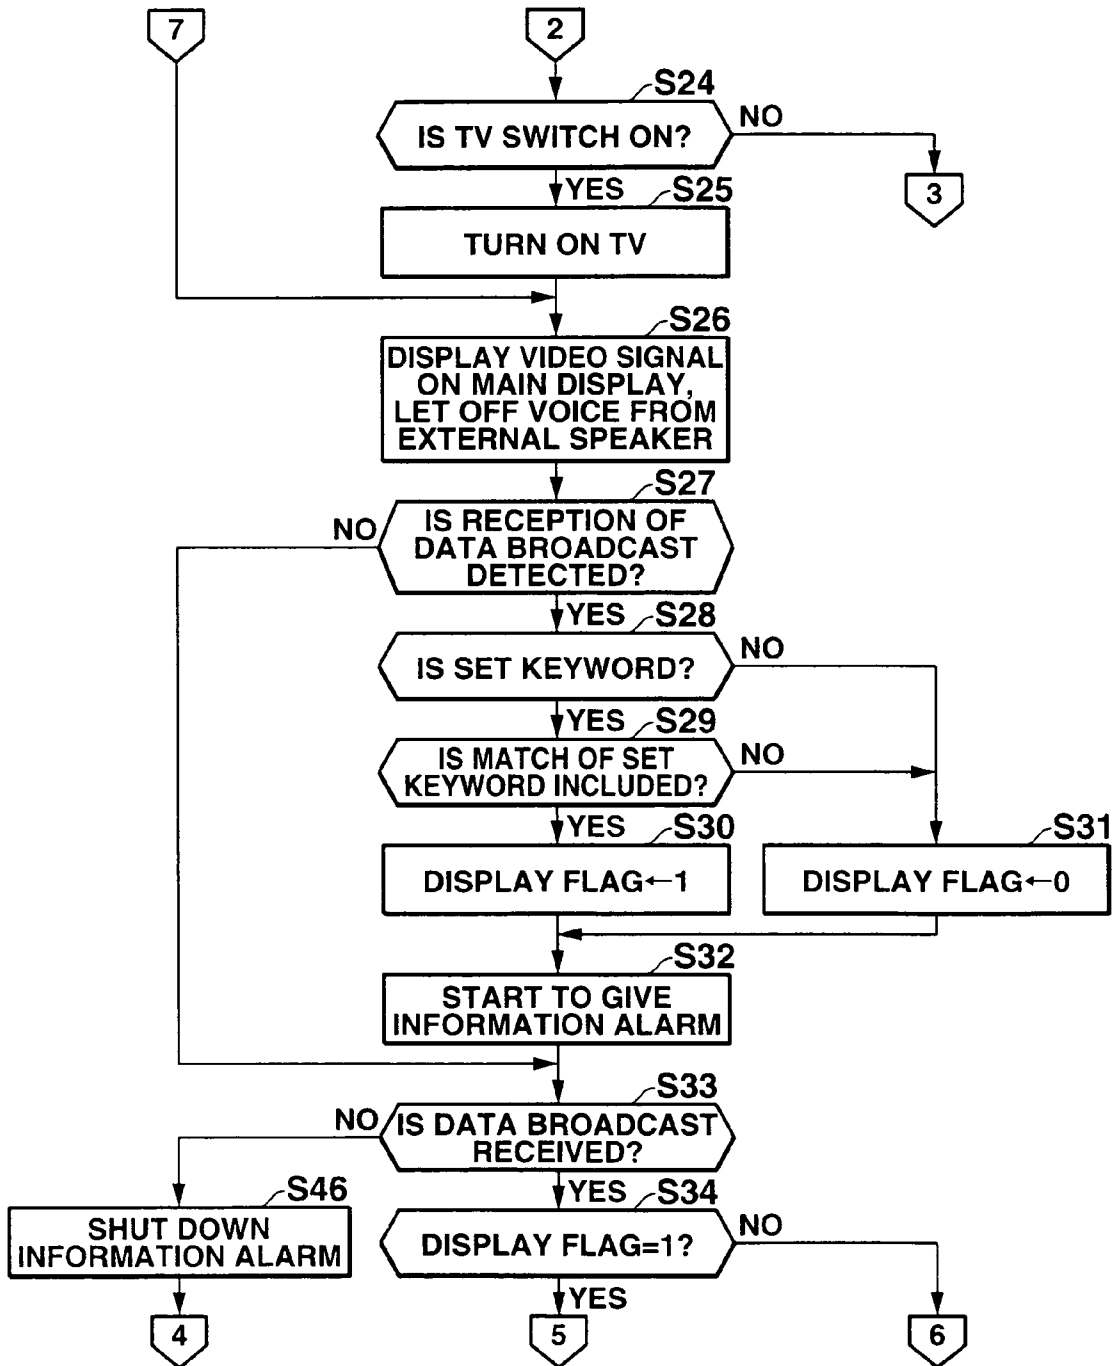 7
2
S24
IS TV SWITCH ON?
NO
3
YES
S25
TURN ON TV
S26
DISPLAY VIDEO SIGNAL
ON MAIN DISPLAY,
LET OFF VOICE FROM
EXTERNAL SPEAKER
S27
IS RECEPTION OF
DATA BROADCAST
DETECTED?
NO
YES
S28
IS SET KEYWORD?
NO
YES
S29
IS MATCH OF SET
KEYWORD INCLUDED?
NO
YES
S30
DISPLAY FLAG←1
S31
DISPLAY FLAG←0
S32
START TO GIVE
INFORMATION ALARM
S33
IS DATA BROADCAST
RECEIVED?
NO
YES
S46
SHUT DOWN
INFORMATION ALARM
S34
DISPLAY FLAG=1?
NO
YES
4
5
6